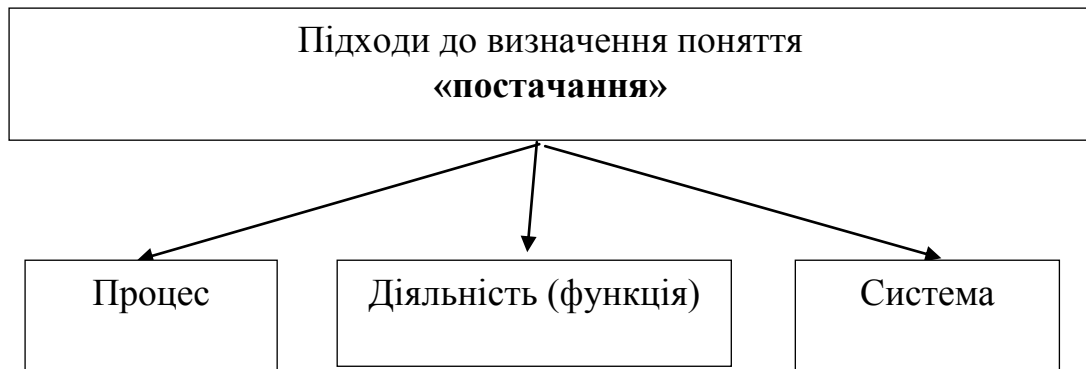 Підходи до визначення поняття
«постачання»
Процес
Діяльність (функція)
Система